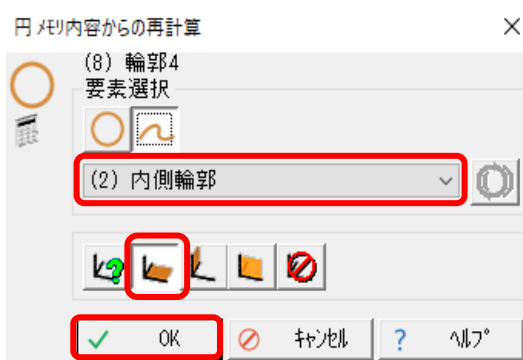 円 ﾒﾓﾘ内容からの再計算
(8) 輪郭4
要素選択
(2) 内側輪郭
OK
ｷｬﾝｾﾙ
? ﾍﾙﾌﾟ